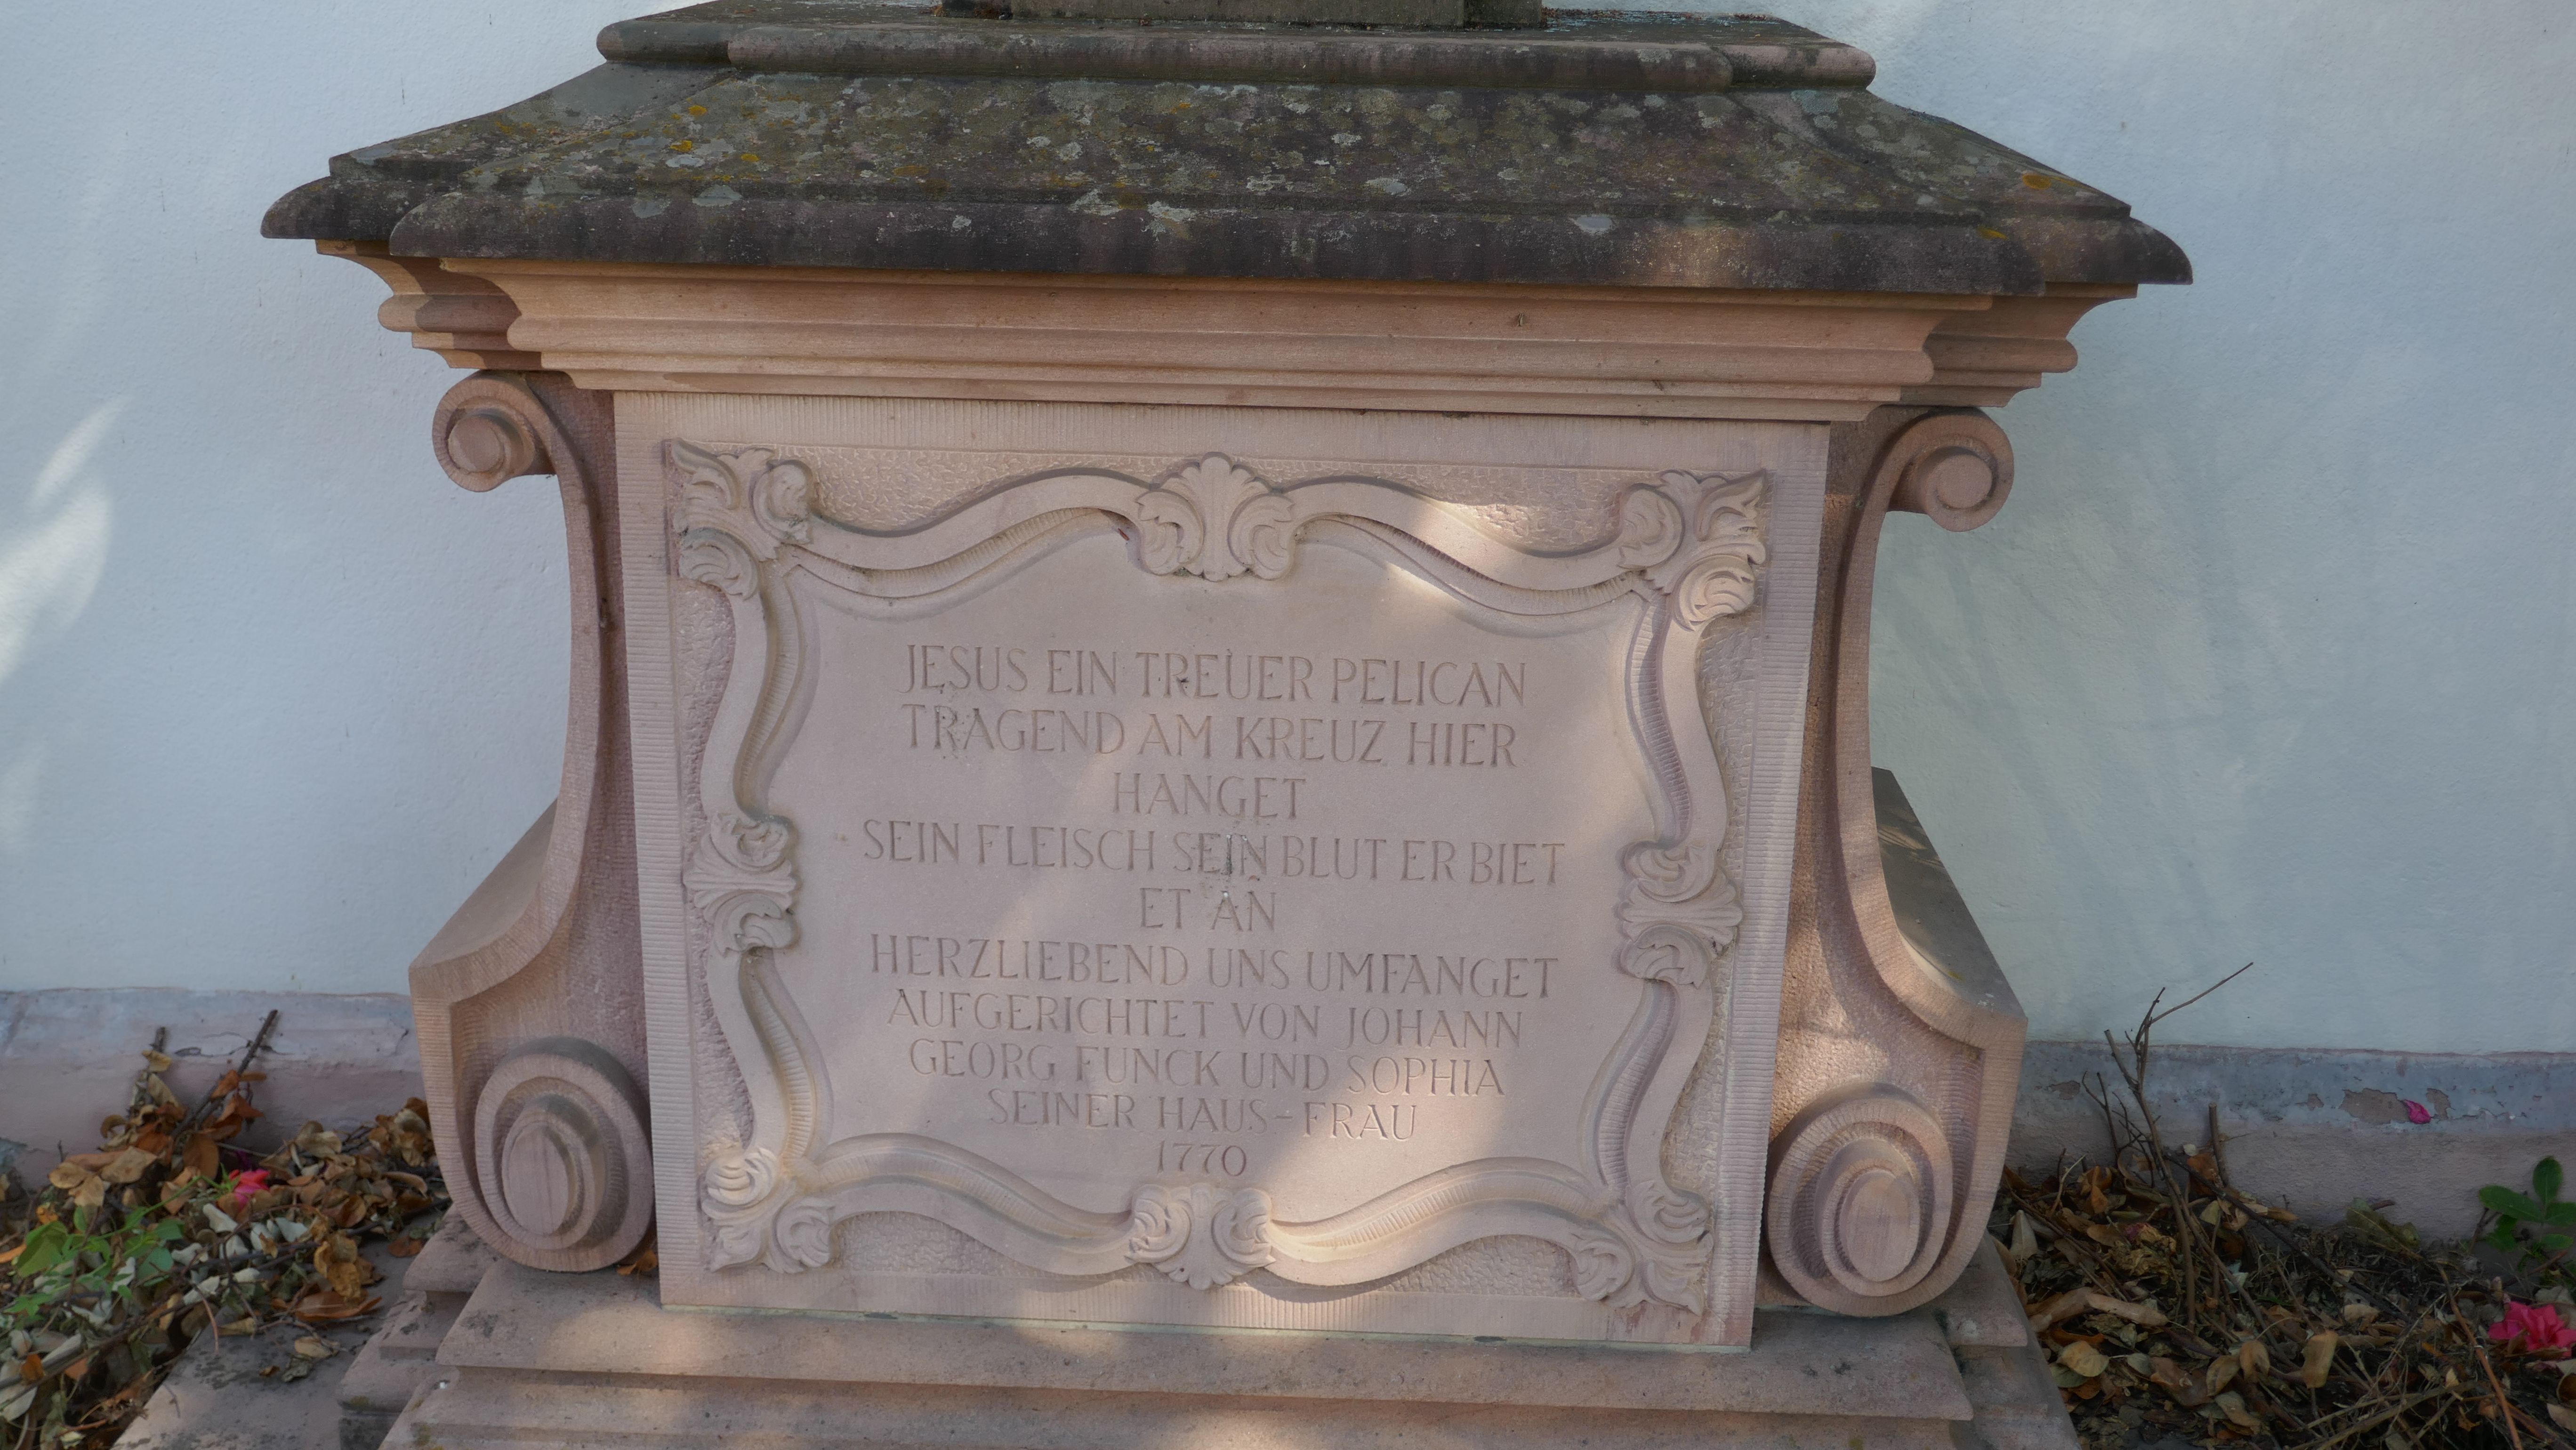 JESUS EIN TREUER PELICAN
TRAGEND AM KREUZ HIER
HANGET
SEIN FLEISCH SEIN BLUT ER BIET
ET AN
HERZLIEBEND UNS UMFANGET
AUFGERICHTET VON JOHANN
GEORG FUNCK UND SOPHIA
SEINER HAUS-FRAU
1770